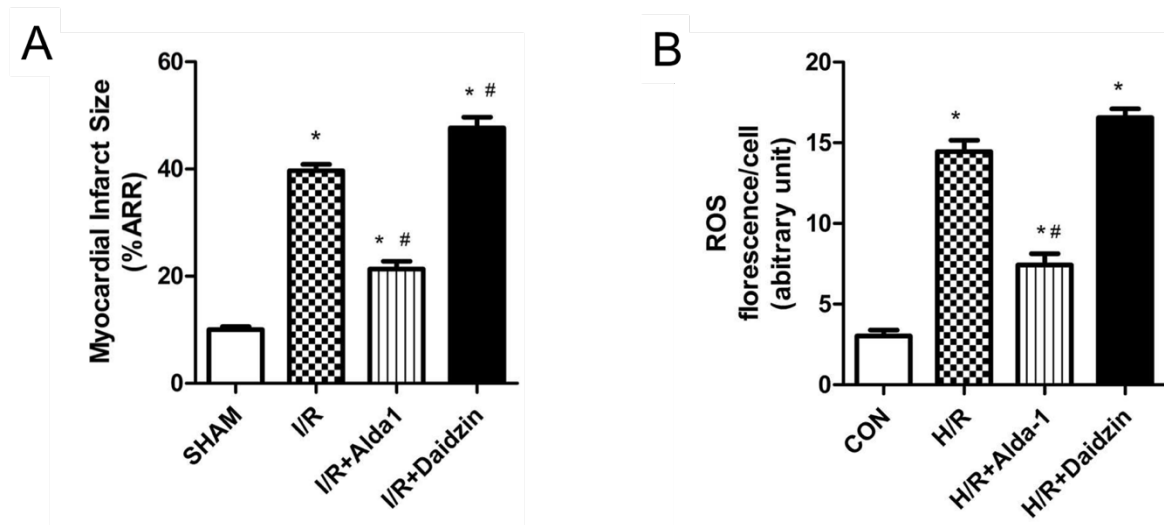 A
Myocardial Infarct Size
(%ARR)
60
40
20
0
*
* #
* #
SHAM
I/R
I/R+Alda1
I/R+Daidzin
B
ROS
florescence/cell
(abitrary unit)
20
15
10
5
0
*
*#
*
CON
H/R
H/R+Alda-1
H/R+Daidzin